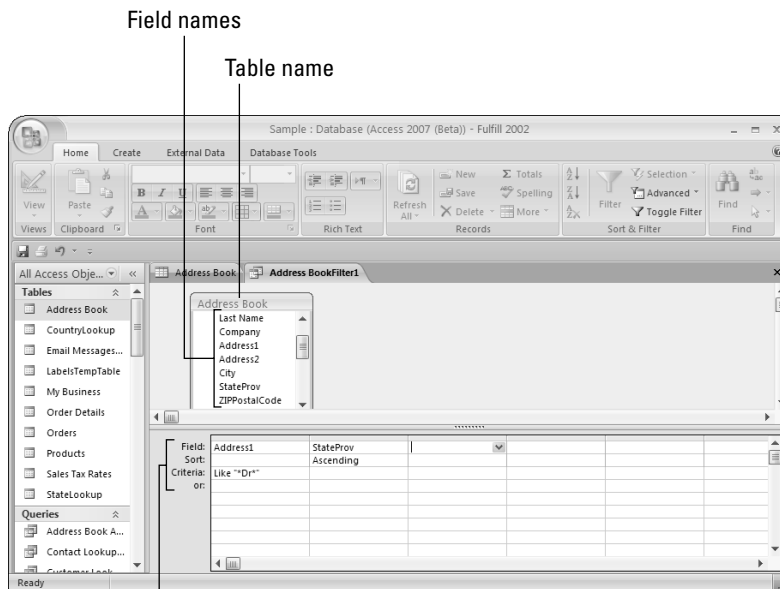 Field names
Table name
Sample : Database (Access 2007 (Beta)) - Fulfill 2002
Home Create External Data Database Tools
View
Views
Paste
Clipboard
B I U
Font
Rich Text
Refresh All
New
Save
Delete
Totals
Spelling
More
Records
Filter
Selection
Advanced
Toggle Filter
Sort & Filter
Find
Find
All Access Obje...
Address Book
Address BookFilter1
Tables
Address Book
CountryLookup
Email Messages...
LabelsTempTable
My Business
Order Details
Orders
Products
Sales Tax Rates
StateLookup
Queries
Address Book A...
Contact Lookup...
Customer Look...
Address Book
Last Name
Company
Address1
Address2
City
StateProv
ZIPPostalCode
Field: Address1 StateProv
Sort: Ascending
Criteria: Like "*Dr*"
or:
Ready